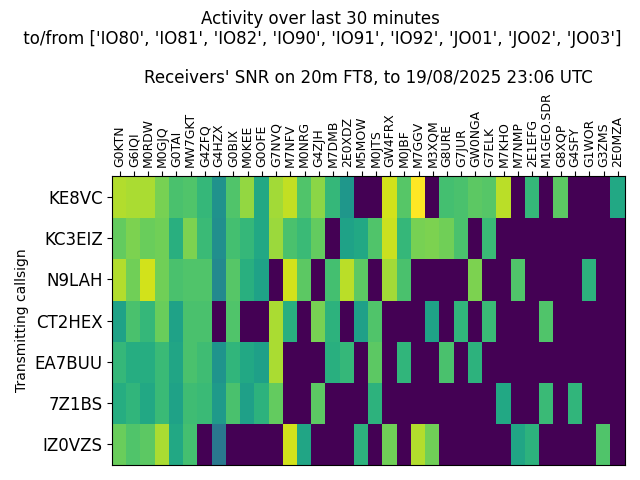 Activity over last 30 minutes
to/from ['IO80', 'IO81', 'IO82', 'IO90', 'IO91', 'IO92', 'JO01', 'JO02', 'JO03']
Receivers' SNR on 20m FT8, to 19/08/2025 23:06 UTC
G0KTN
G6IQI
M0RDW
M0GJQ
G0TAI
MW7GKT
G4ZFQ
G4HZX
G0BIX
M0KEE
G0OFE
G7NVQ
M7NFV
M0NRG
G4ZJH
M7DMB
2E0XDZ
M5MOW
M0JTS
GW4FRX
M0JBF
M7GGV
M3XQM
G8URE
G7JUR
GW0NGA
G7ELK
M7KHO
M7NMP
2E1EFG
M1GEO.SDR
G8XQP
G4SFY
G1WOR
G3ZMS
2E0MZA
Transmitting callsign
KE8VC
KC3EIZ
N9LAH
CT2HEX
EA7BUU
7Z1BS
IZ0VZS